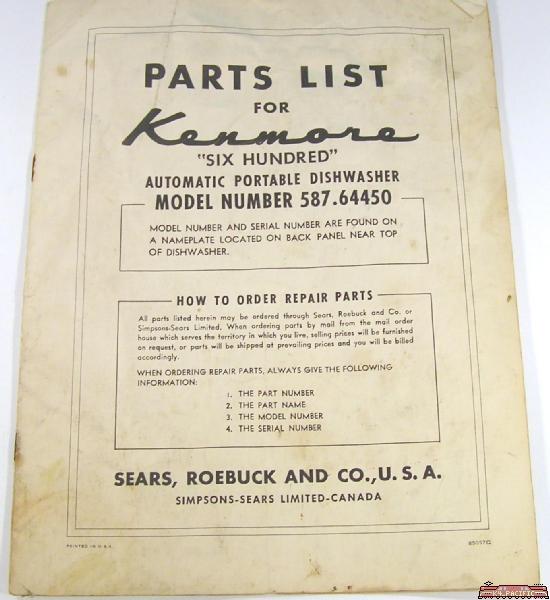 PARTS LIST
FOR
Kenmore
"SIX HUNDRED"
AUTOMATIC PORTABLE DISHWASHER
MODEL NUMBER 587.64450
MODEL NUMBER AND SERIAL NUMBER ARE FOUND ON
A NAMEPLATE LOCATED ON BACK PANEL NEAR TOP
OF DISHWASHER.
HOW TO ORDER REPAIR PARTS
All parts listed herein may be ordered through Sears, Roebuck and Co. or
Simpsons-Sears Limited. When ordering parts by mail from the mail order
house which serves the territory in which you live, selling prices will be furnished
on request, or parts will be shipped at prevailing prices and you will be billed
accordingly.
WHEN ORDERING REPAIR PARTS, ALWAYS GIVE THE FOLLOWING
INFORMATION:
1. THE PART NUMBER
2. THE PART NAME
3. THE MODEL NUMBER
4. THE SERIAL NUMBER
SEARS, ROEBUCK AND CO., U. S. A.
SIMPSONS-SEARS LIMITED-CANADA
PRINTED IN U.S.A.
K4 PACIFIC